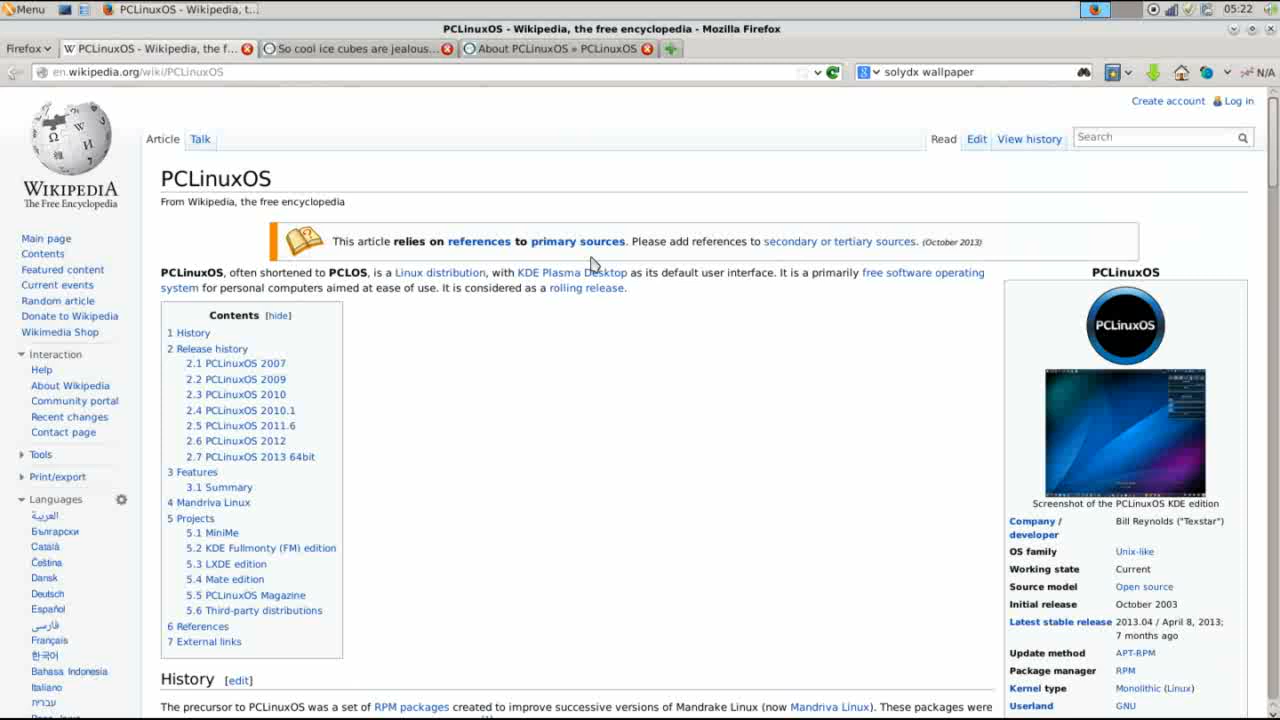 Menu
PCLinuxOS - Wikipedia, t...
05:22
PCLinuxOS - Wikipedia, the free encyclopedia - Mozilla Firefox
Firefox
PCLinuxOS - Wikipedia, the f...
So cool ice cubes are jealous...
About PCLinuxOS » PCLinuxOS
en.wikipedia.org/wiki/PCLinuxOS
solydx wallpaper
N/A
Create account
Log in
Article
Talk
Read
Edit
View history
Search
WIKIPEDIA
The Free Encyclopedia
Main page
Contents
Featured content
Current events
Random article
Donate to Wikipedia
Wikimedia Shop
Interaction
Help
About Wikipedia
Community portal
Recent changes
Contact page
Tools
Print/export
Languages
العربية
Български
Català
Čeština
Dansk
Deutsch
Español
فارسی
Français
한국어
Bahasa Indonesia
Italiano
עברית
PCLinuxOS
From Wikipedia, the free encyclopedia
This article relies on references to primary sources. Please add references to secondary or tertiary sources. (October 2013)
PCLinuxOS, often shortened to PCLOS, is a Linux distribution, with KDE Plasma Desktop as its default user interface. It is a primarily free software operating
system for personal computers aimed at ease of use. It is considered as a rolling release.
Contents [hide]
1 History
2 Release history
2.1 PCLinuxOS 2007
2.2 PCLinuxOS 2009
2.3 PCLinuxOS 2010
2.4 PCLinuxOS 2010.1
2.5 PCLinuxOS 2011.6
2.6 PCLinuxOS 2012
2.7 PCLinuxOS 2013 64bit
3 Features
3.1 Summary
4 Mandriva Linux
5 Projects
5.1 MiniMe
5.2 KDE Fullmonty (FM) edition
5.3 LXDE edition
5.4 Mate edition
5.5 PCLinuxOS Magazine
5.6 Third-party distributions
6 References
7 External links
History [edit]
The precursor to PCLinuxOS was a set of RPM packages created to improve successive versions of Mandrake Linux (now Mandriva Linux). These packages were
PCLinuxOS
PCLinuxOS
Screenshot of the PCLinuxOS KDE edition
Company / developer Bill Reynolds ("Texstar")
OS family Unix-like
Working state Current
Source model Open source
Initial release October 2003
Latest stable release 2013.04 / April 8, 2013;
7 months ago
Update method APT-RPM
Package manager RPM
Kernel type Monolithic (Linux)
Userland GNU